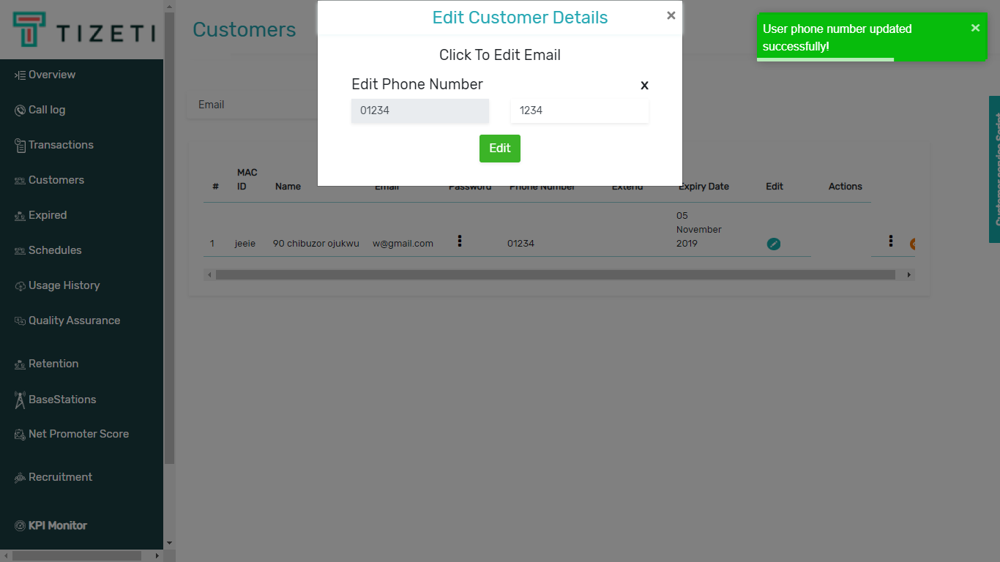 TIZETI
Overview
Call log
Transactions
Customers
Expired
Schedules
Usage History
Quality Assurance
Retention
BaseStations
Net Promoter Score
Recruitment
KPI Monitor
Customers
Email
Edit Customer Details
×
Click To Edit Email
Edit Phone Number x
01234 1234
Edit
User phone number updated ×
successfully!
# MAC ID Name Email Password Phone Number Extend Expiry Date Edit Actions
1 jeeie 90 chibuzor ojukwu w@gmail.com 01234 05 November 2019
Customer service Script